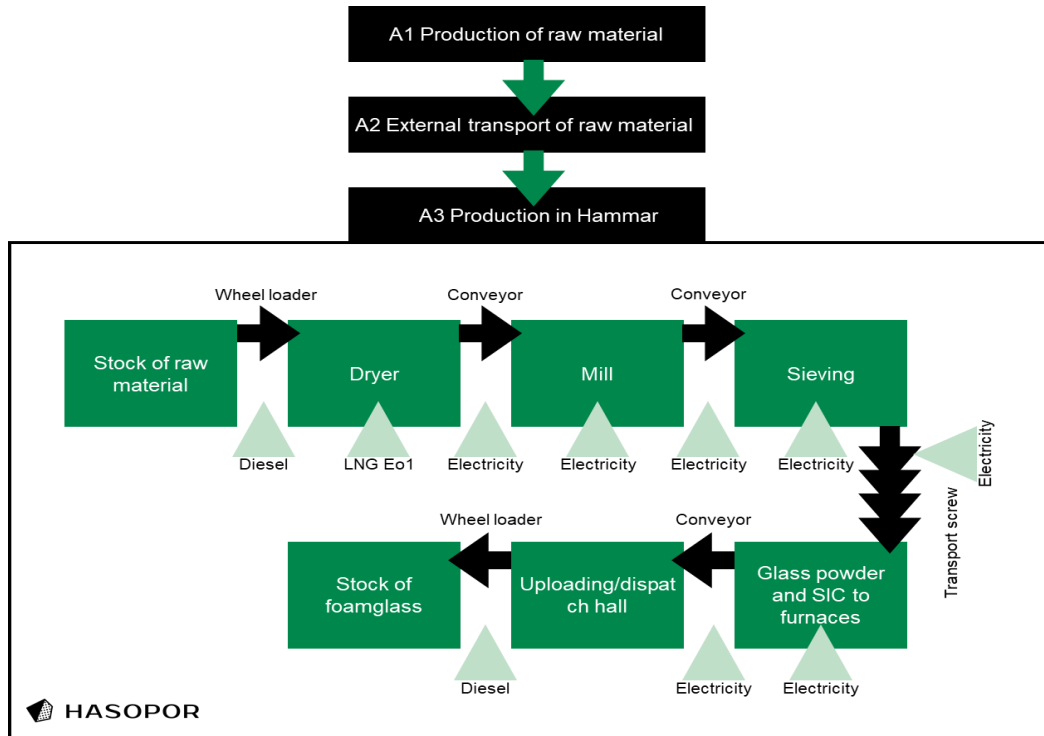 A1 Production of raw material
A2 External transport of raw material
A3 Production in Hammar
Wheel loader
Conveyor
Conveyor
Stock of raw
material
Dryer
Mill
Sieving
Diesel
LNG Eo1
Electricity
Electricity
Electricity
Electricity
Electricity
Transport screw
Wheel loader
Conveyor
Stock of
foamglass
Uploading/dispat
ch hall
Glass powder
and SIC to
furnaces
Diesel
Electricity
Electricity
HASOPOR